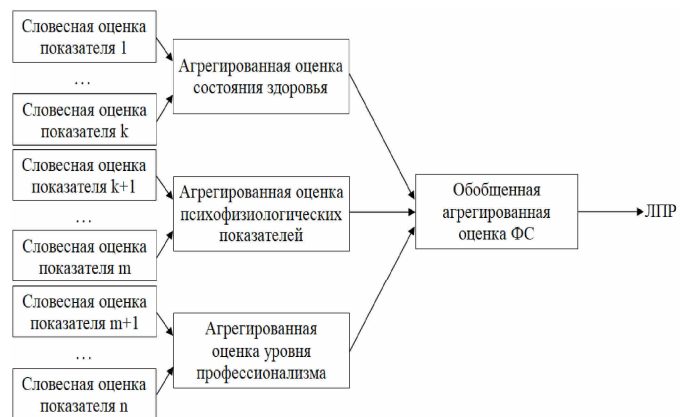 Словесная оценка
показателя 1
…
Словесная оценка
показателя k
Словесная оценка
показателя k+1
…
Словесная оценка
показателя m
Словесная оценка
показателя m+1
…
Словесная оценка
показателя n
Агрегированная оценка
состояния здоровья
Агрегированная оценка
психофизиологических
показателей
Агрегированная
оценка уровня
профессионализма
Обобщенная
агрегированная
оценка ФС
ЛПР